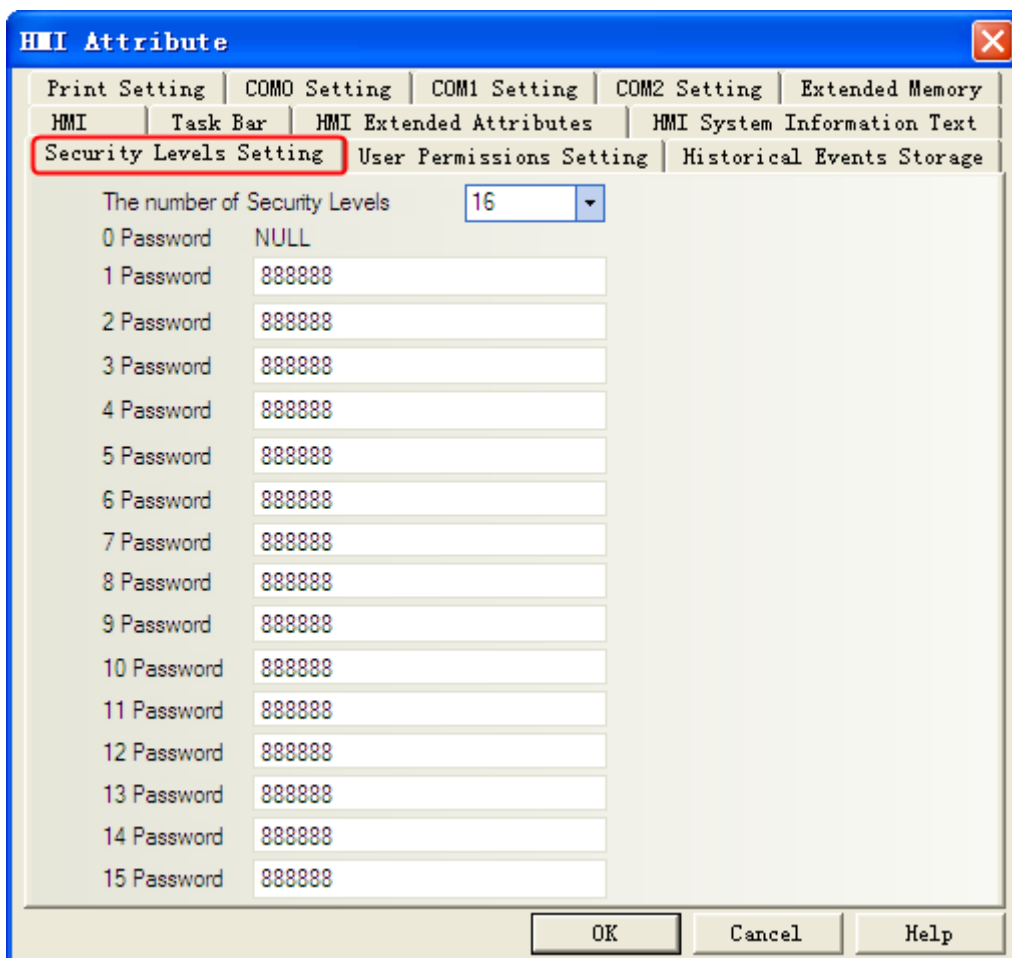 HMI Attribute
Print Setting COM0 Setting COM1 Setting COM2 Setting Extended Memory
HMI Task Bar HMI Extended Attributes HMI System Information Text
Security Levels Setting User Permissions Setting Historical Events Storage
The number of Security Levels 16
0 Password NULL
1 Password 888888
2 Password 888888
3 Password 888888
4 Password 888888
5 Password 888888
6 Password 888888
7 Password 888888
8 Password 888888
9 Password 888888
10 Password 888888
11 Password 888888
12 Password 888888
13 Password 888888
14 Password 888888
15 Password 888888
OK Cancel Help